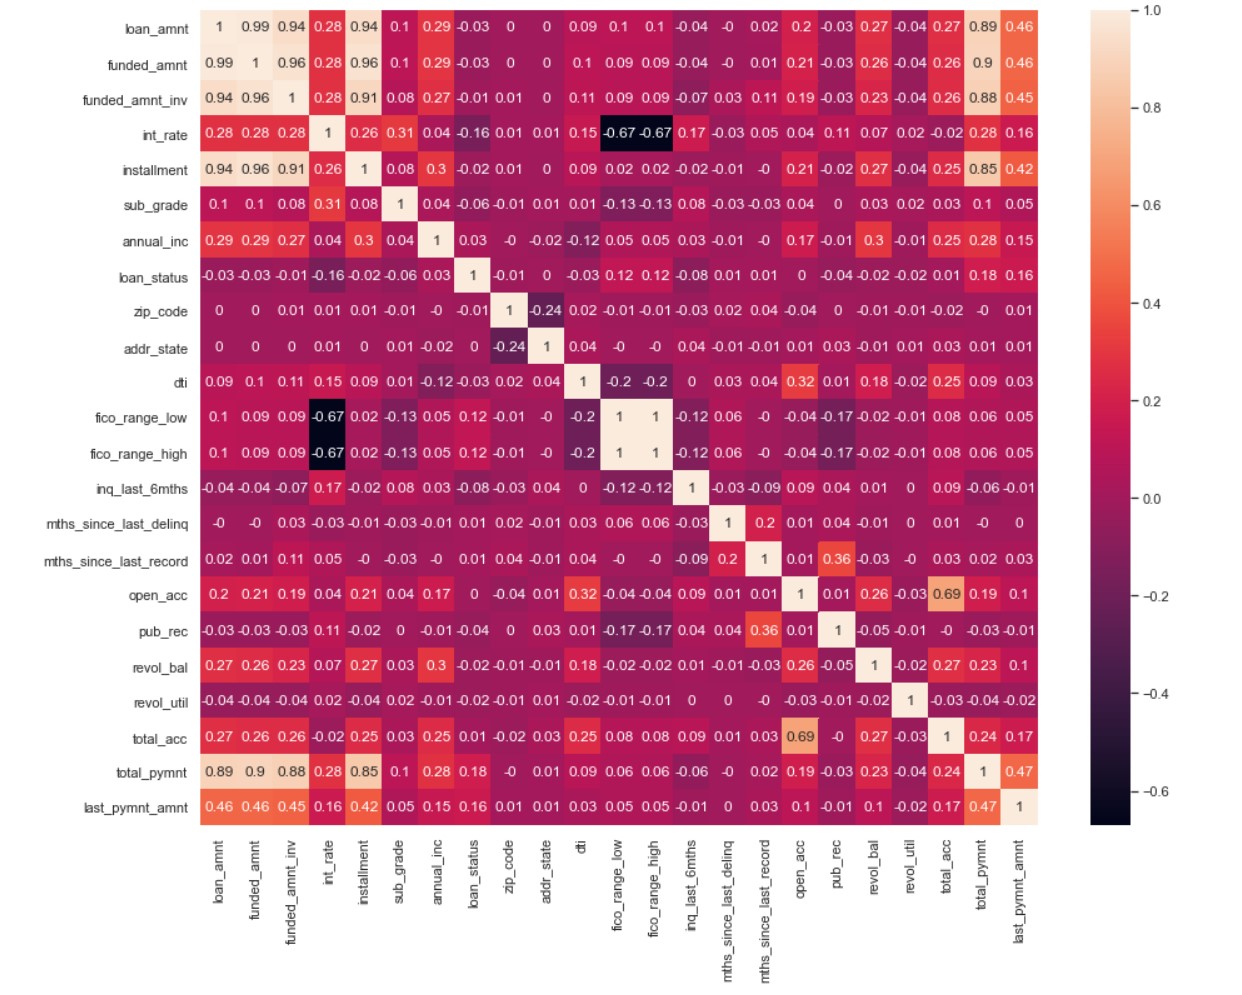 loan_amnt 1 0.99 0.94 0.28 0.94 0.1 0.29 -0.03 0 0 0.09 0.1 0.1 -0.04 -0 0.02 0.2 -0.03 0.27 -0.04 0.27 0.89 0.46 1.0
funded_amnt 0.99 1 0.96 0.28 0.96 0.1 0.29 -0.03 0 0 0.1 0.09 0.09 -0.04 -0 0.01 0.21 -0.03 0.26 -0.04 0.26 0.9 0.46
funded_amnt_inv 0.94 0.96 1 0.28 0.91 0.08 0.27 -0.01 0.01 0 0.11 0.09 0.09 -0.07 0.03 0.11 0.19 -0.03 0.23 -0.04 0.26 0.88 0.45 0.8
int_rate 0.28 0.28 0.28 1 0.26 0.31 0.04 -0.16 0.01 0.01 0.15 -0.67 -0.67 0.17 -0.03 0.05 0.04 0.11 0.07 0.02 -0.02 0.28 0.16
installment 0.94 0.96 0.91 0.26 1 0.08 0.3 -0.02 0.01 0 0.09 0.02 0.02 -0.02 -0.01 -0 0.21 -0.02 0.27 -0.04 0.25 0.85 0.42
sub_grade 0.1 0.1 0.08 0.31 0.08 1 0.04 -0.06 -0.01 0.01 0.01 -0.13 -0.13 0.08 -0.03 -0.03 0.04 0 0.03 0.02 0.03 0.1 0.05 0.6
annual_inc 0.29 0.29 0.27 0.04 0.3 0.04 1 0.03 -0 -0.02 -0.12 0.05 0.05 0.03 -0.01 -0 0.17 -0.01 0.3 -0.01 0.25 0.28 0.15
loan_status -0.03 -0.03 -0.01 -0.16 -0.02 -0.06 0.03 1 -0.01 0 -0.03 0.12 0.12 -0.08 0.01 0.01 0 -0.04 -0.02 -0.02 0.01 0.18 0.16
zip_code 0 0 0.01 0.01 0.01 -0.01 -0 -0.01 1 -0.24 0.02 -0.01 -0.01 -0.03 0.02 0.04 -0.04 0 -0.01 -0.01 -0.02 -0 0.01 0.4
addr_state 0 0 0 0.01 0 0.01 -0.02 0 -0.24 1 0.04 -0 -0 0.04 -0.01 -0.01 0.01 0.03 -0.01 0.01 0.03 0.01 0.01
dti 0.09 0.1 0.11 0.15 0.09 0.01 -0.12 -0.03 0.02 0.04 1 -0.2 -0.2 0 0.03 0.04 0.32 0.01 0.18 -0.02 0.25 0.09 0.03
0.2
fico_range_low 0.1 0.09 0.09 -0.67 0.02 -0.13 0.05 0.12 -0.01 -0 -0.2 1 1 -0.12 0.06 -0 -0.04 -0.17 -0.02 -0.01 0.08 0.06 0.05
fico_range_high 0.1 0.09 0.09 -0.67 0.02 -0.13 0.05 0.12 -0.01 -0 -0.2 1 1 -0.12 0.06 -0 -0.04 -0.17 -0.02 -0.01 0.08 0.06 0.05
inq_last_6mths -0.04 -0.04 -0.07 0.17 -0.02 0.08 0.03 -0.08 -0.03 0.04 0 -0.12 -0.12 1 -0.03 -0.09 0.09 0.04 0.01 0 0.09 -0.06 -0.01 0.0
mths_since_last_delinq -0 -0 0.03 -0.03 -0.01 -0.03 -0.01 0.01 0.02 -0.01 0.03 0.06 0.06 -0.03 1 0.2 0.01 0.04 -0.01 0 0.01 -0 0
mths_since_last_record 0.02 0.01 0.11 0.05 -0 -0.03 -0 0.01 0.04 -0.01 0.04 -0 -0 -0.09 0.2 1 0.01 0.36 -0.03 -0 0.03 0.02 0.03
open_acc 0.2 0.21 0.19 0.04 0.21 0.04 0.17 0 -0.04 0.01 0.32 -0.04 -0.04 0.09 0.01 0.01 1 0.01 0.26 -0.03 0.69 0.19 0.1 −0.2
pub_rec -0.03 -0.03 -0.03 0.11 -0.02 0 -0.01 -0.04 0 0.03 0.01 -0.17 -0.17 0.04 0.04 0.36 0.01 1 -0.05 -0.01 -0 -0.03 -0.01
revol_bal 0.27 0.26 0.23 0.07 0.27 0.03 0.3 -0.02 -0.01 -0.01 0.18 -0.02 -0.02 0.01 -0.01 -0.03 0.26 -0.05 1 -0.02 0.27 0.23 0.1
revol_util -0.04 -0.04 -0.04 0.02 -0.04 0.02 -0.01 -0.02 -0.01 0.01 -0.02 -0.01 -0.01 0 0 -0 -0.03 -0.01 -0.02 1 -0.03 -0.04 -0.02 −0.4
total_acc 0.27 0.26 0.26 -0.02 0.25 0.03 0.25 0.01 -0.02 0.03 0.25 0.08 0.08 0.09 0.01 0.03 0.69 -0 0.27 -0.03 1 0.24 0.17
total_pymnt 0.89 0.9 0.88 0.28 0.85 0.1 0.28 0.18 -0 0.01 0.09 0.06 0.06 -0.06 -0 0.02 0.19 -0.03 0.23 -0.04 0.24 1 0.47
−0.6
last_pymnt_amnt 0.46 0.46 0.45 0.16 0.42 0.05 0.15 0.16 0.01 0.01 0.03 0.05 0.05 -0.01 0 0.03 0.1 -0.01 0.1 -0.02 0.17 0.47 1
loan_amnt
funded_amnt
funded_amnt_inv
int_rate
installment
sub_grade
annual_inc
loan_status
zip_code
addr_state
dti
fico_range_low
fico_range_high
inq_last_6mths
mths_since_last_delinq
mths_since_last_record
open_acc
pub_rec
revol_bal
revol_util
total_acc
total_pymnt
last_pymnt_amnt